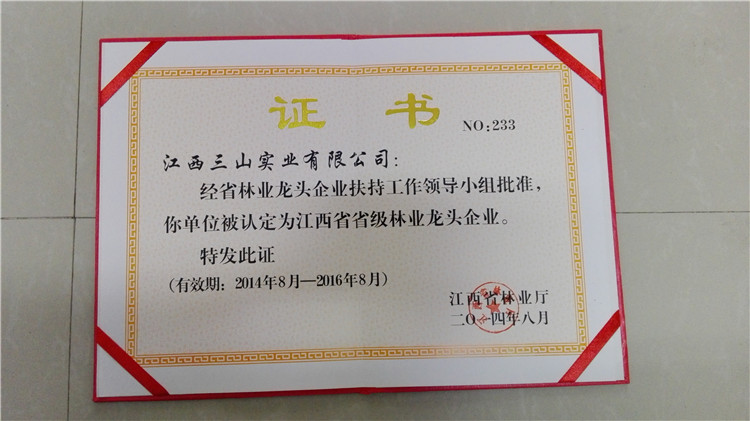 证书
NO:233
江西三山实业有限公司:
经省林业龙头企业扶持工作领导小组批准,
你单位被认定为江西省省级林业龙头企业。
特发此证
(有效期: 2014年8月—2016年8月)
江西省林业厅
二〇一四年八月